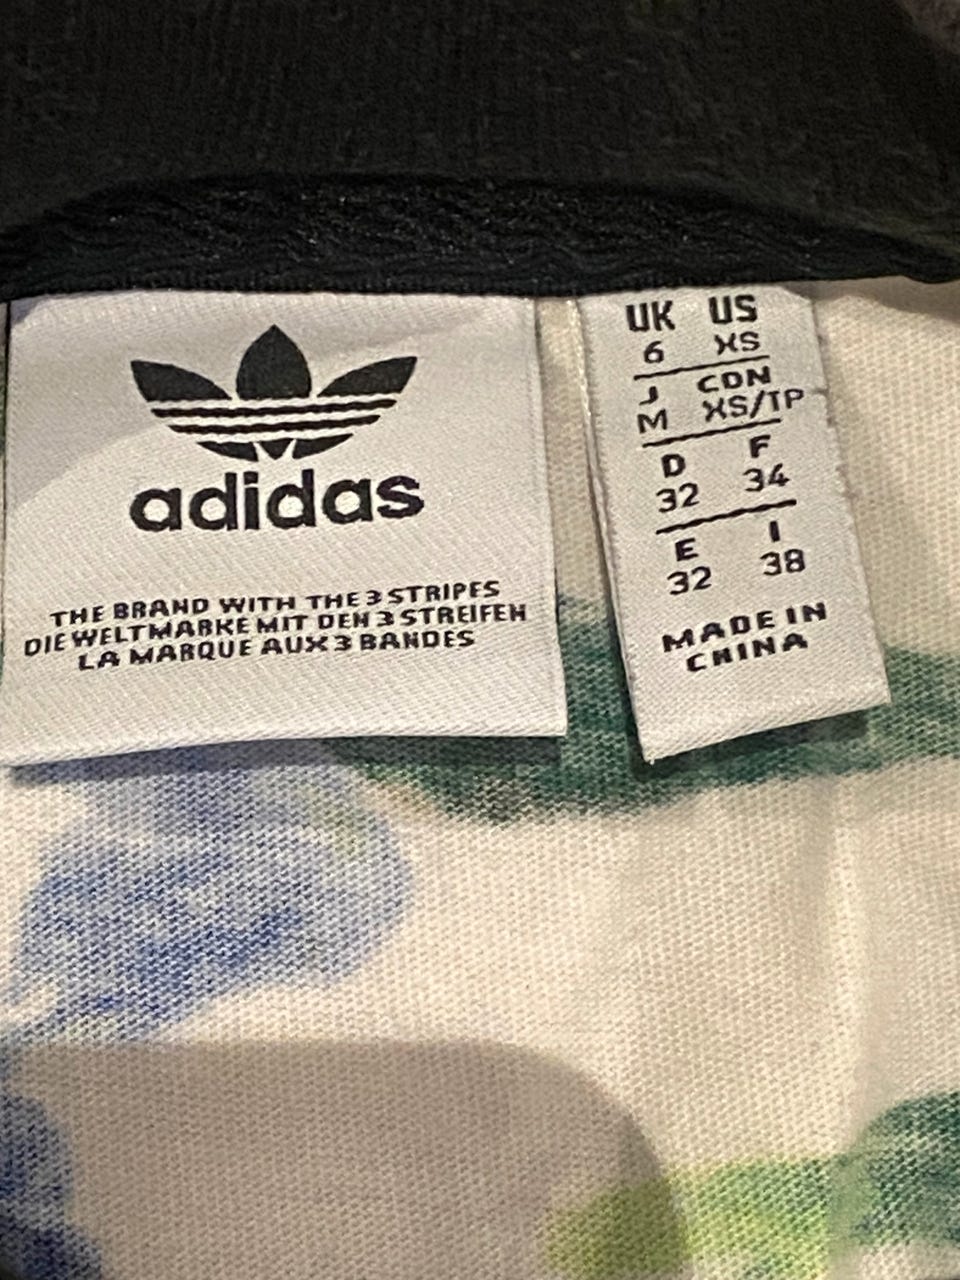 adidas
THE BRAND WITH THE 3 STRIPES
DIE WELTMARKE MIT DEN 3 STREIFEN
LA MARQUE AUX 3 BANDES
UK US
6 XS
J CDN
M XS/TP
D F
32 34
E I
32 38
MADE IN
CHINA